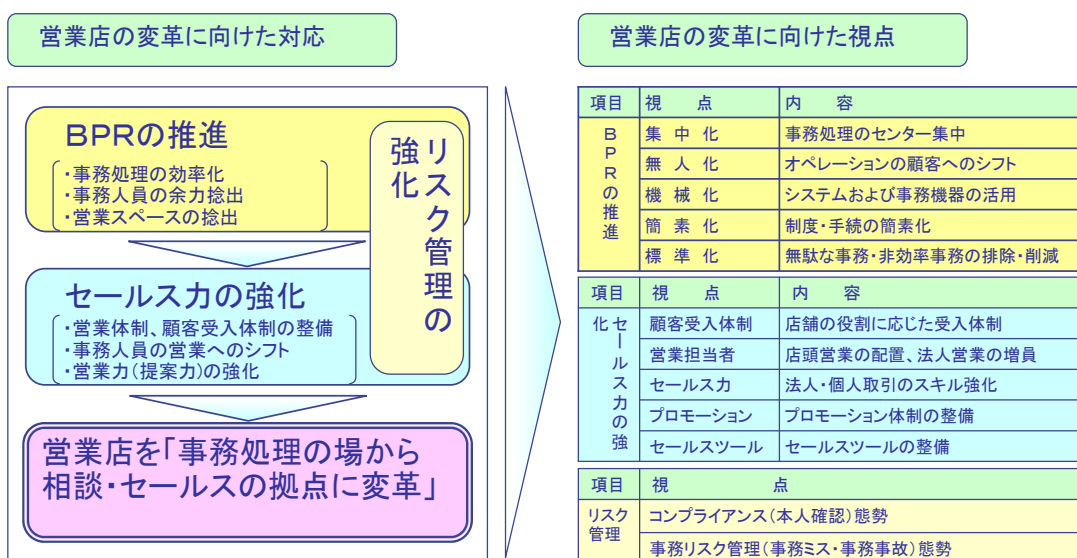 営業店の変革に向けた対応
BPRの推進
・事務処理の効率化
・事務人員の余力捻出
・営業スペースの捻出
リスク管理の
強化
セールス力の強化
・営業体制、顧客受入体制の整備
・事務人員の営業へのシフト
・営業力(提案力)の強化
営業店を「事務処理の場から
相談・セールスの拠点に変革」
営業店の変革に向けた視点
項目 視 点 内 容
BPRの推進
集 中 化 事務処理のセンター集中
無 人 化 オペレーションの顧客へのシフト
機 械 化 システムおよび事務機器の活用
簡 素 化 制度・手続の簡素化
標 準 化 無駄な事務・非効率事務の排除・削減
項目 視 点 内 容
セールス力の強
化
顧客受入体制 店舗の役割に応じた受入体制
営業担当者 店頭営業の配置、法人営業の増員
セールス力 法人・個人取引のスキル強化
プロモーション プロモーション体制の整備
セールスツール セールスツールの整備
項目 視 点
リスク
管理
コンプライアンス(本人確認)態勢
事務リスク管理(事務ミス・事務事故)態勢